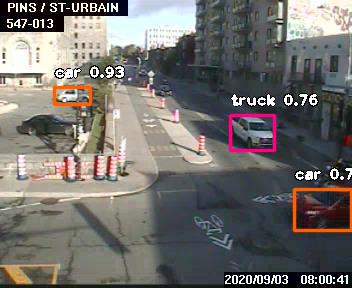 PINS / ST-URBAIN
547-013
car 0.93
truck 0.76
car 0.7
2020/09/03 08:00:41